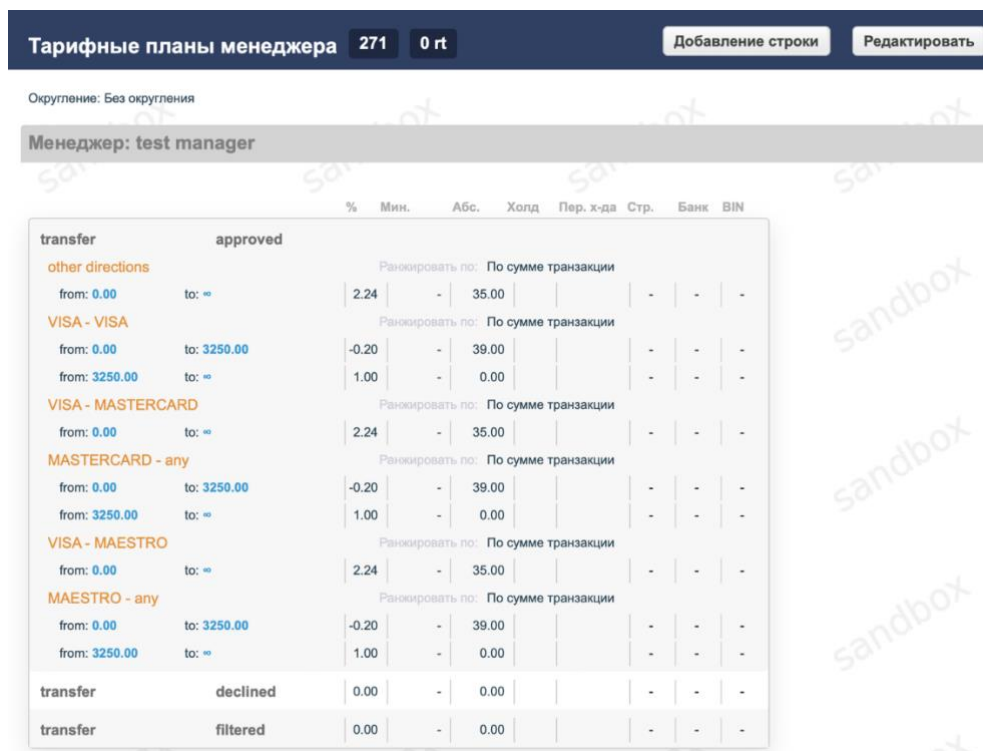 Тарифные планы менеджера 271 0 rt Добавление строки Редактировать
Округление: Без округления
Менеджер: test manager
% Мин. Абс. Холд Пер. х-да Стр. Банк BIN
transfer approved
other directions Ранжировать по: По сумме транзакции
from: 0.00 to: ∞ 2.24 - 35.00 - - -
VISA - VISA Ранжировать по: По сумме транзакции
from: 0.00 to: 3250.00 -0.20 - 39.00 - - -
from: 3250.00 to: ∞ 1.00 - 0.00 - - -
VISA - MASTERCARD Ранжировать по: По сумме транзакции
from: 0.00 to: ∞ 2.24 - 35.00 - - -
MASTERCARD - any Ранжировать по: По сумме транзакции
from: 0.00 to: 3250.00 -0.20 - 39.00 - - -
from: 3250.00 to: ∞ 1.00 - 0.00 - - -
VISA - MAESTRO Ранжировать по: По сумме транзакции
from: 0.00 to: ∞ 2.24 - 35.00 - - -
MAESTRO - any Ранжировать по: По сумме транзакции
from: 0.00 to: 3250.00 -0.20 - 39.00 - - -
from: 3250.00 to: ∞ 1.00 - 0.00 - - -
transfer declined 0.00 - 0.00 - - -
transfer filtered 0.00 - 0.00 - - -
sandbox
sandbox
sandbox